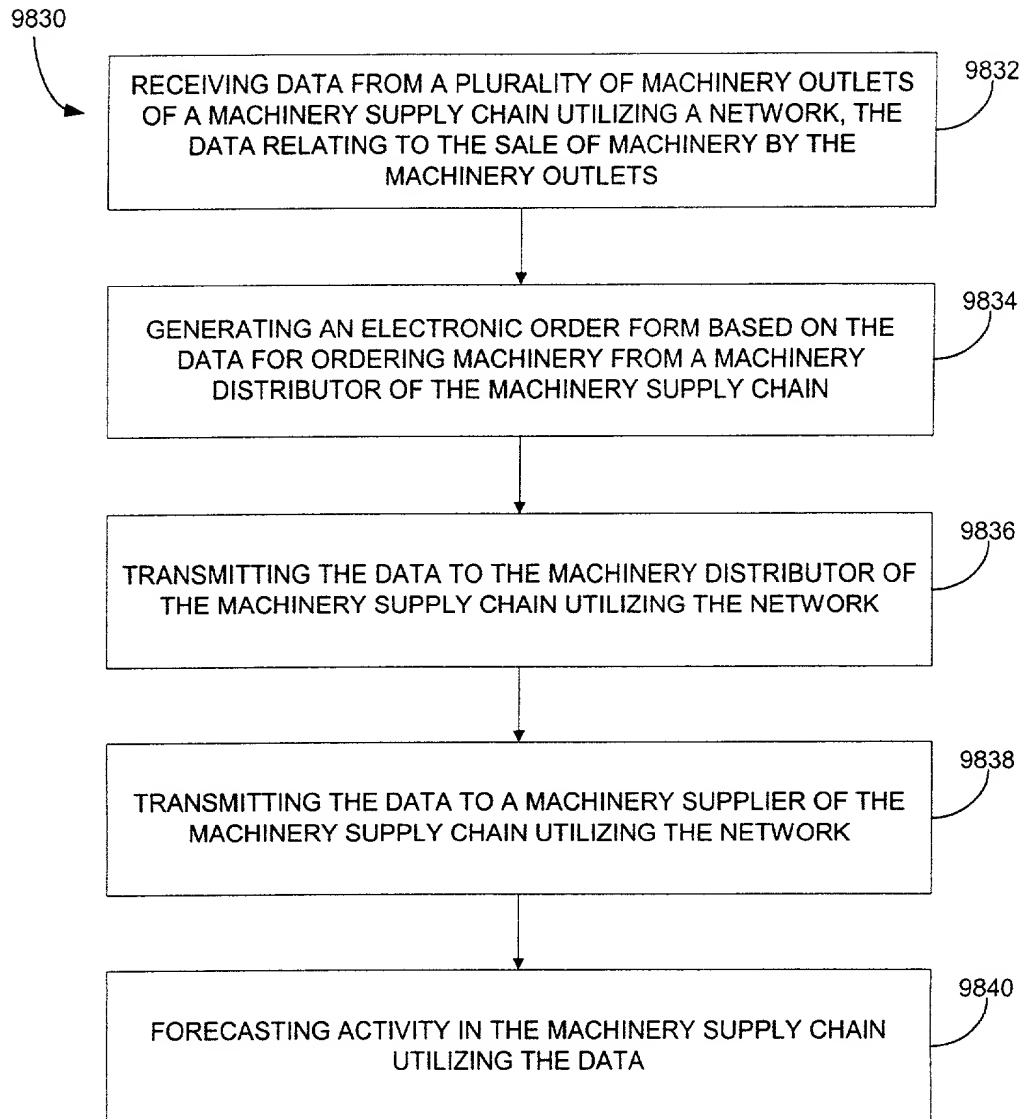 9830
RECEIVING DATA FROM A PLURALITY OF MACHINERY OUTLETS
OF A MACHINERY SUPPLY CHAIN UTILIZING A NETWORK, THE
DATA RELATING TO THE SALE OF MACHINERY BY THE
MACHINERY OUTLETS
9832
GENERATING AN ELECTRONIC ORDER FORM BASED ON THE
DATA FOR ORDERING MACHINERY FROM A MACHINERY
DISTRIBUTOR OF THE MACHINERY SUPPLY CHAIN
9834
TRANSMITTING THE DATA TO THE MACHINERY DISTRIBUTOR OF
THE MACHINERY SUPPLY CHAIN UTILIZING THE NETWORK
9836
TRANSMITTING THE DATA TO A MACHINERY SUPPLIER OF THE
MACHINERY SUPPLY CHAIN UTILIZING THE NETWORK
9838
FORECASTING ACTIVITY IN THE MACHINERY SUPPLY CHAIN
UTILIZING THE DATA
9840